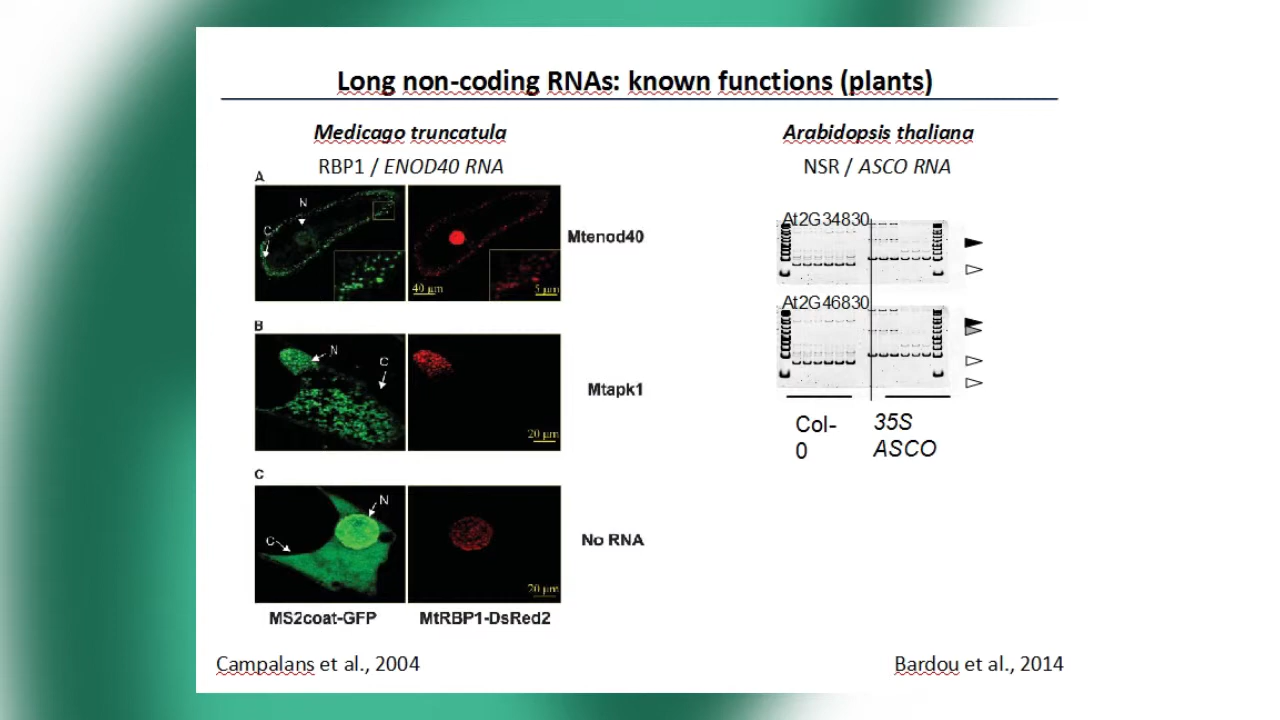 Long non-coding RNAs: known functions (plants)
Medicago truncatula
RBP1 / ENOD40 RNA
A
N
C
40 µm
5 µm
Mtenod40
B
N
C
20 µm
Mtapk1
C
N
C
20 µm
No RNA
MS2coat-GFP
MtRBP1-DsRed2
Campalans et al., 2004
Arabidopsis thaliana
NSR / ASCO RNA
At2G34830
At2G46830
Col-
0
35S
ASCO
Bardou et al., 2014